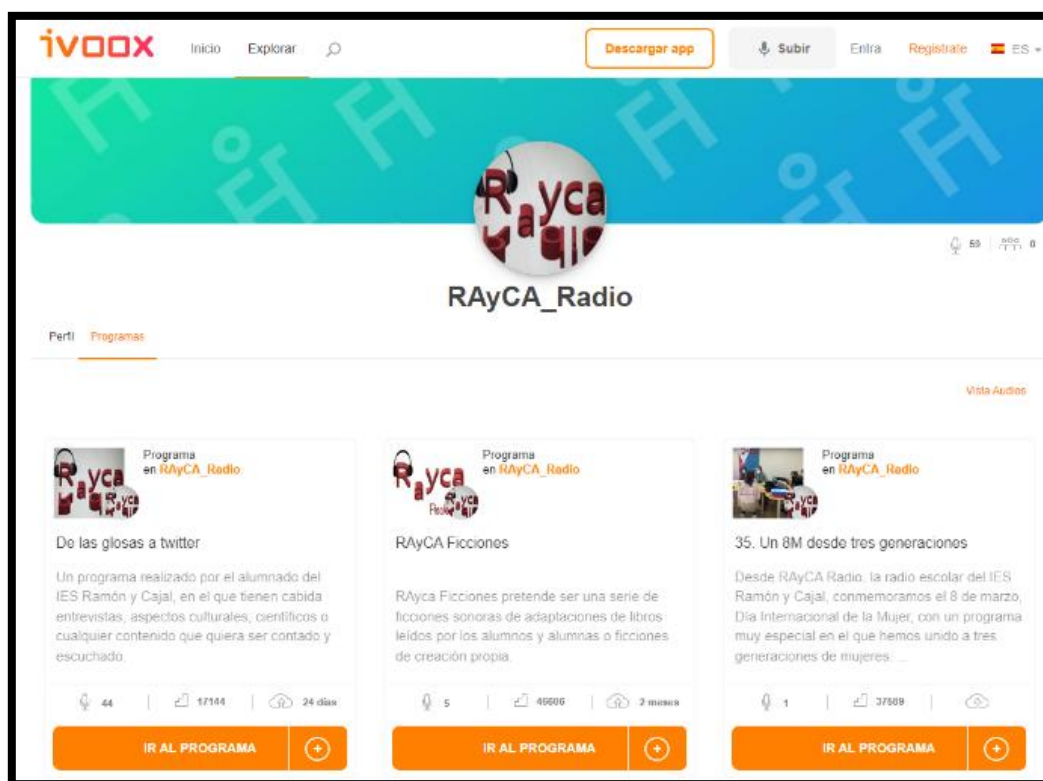 ivoox Inicio Explorar Descargar app Subir Entra Regístrate ES
Rayca
59 0
RAyCA_Radio
Perfil Programas
Vista Audios
Rayca
Programa
en RAyCA_Radio
De las glosas a twitter
Un programa realizado por el alumnado del
IES Ramón y Cajal, en el que tienen cabida
entrevistas, aspectos culturales, científicos o
cualquier contenido que quiera ser contado y
escuchado.
44 17144 24 días
IR AL PROGRAMA
Rayca
Programa
en RAyCA_Radio
RAyCA Ficciones
RAyca Ficciones pretende ser una serie de
ficciones sonoras de adaptaciones de libros
leídos por los alumnos y alumnas o ficciones
de creación propia.
5 46606 2 meses
IR AL PROGRAMA
Programa
en RAyCA_Radio
35. Un 8M desde tres generaciones
Desde RAyCA Radio, la radio escolar del IES
Ramón y Cajal, conmemoramos el 8 de marzo,
Día Internacional de la Mujer, con un programa
muy especial en el que hemos unido a tres
generaciones de mujeres: ...
1 37509
IR AL PROGRAMA